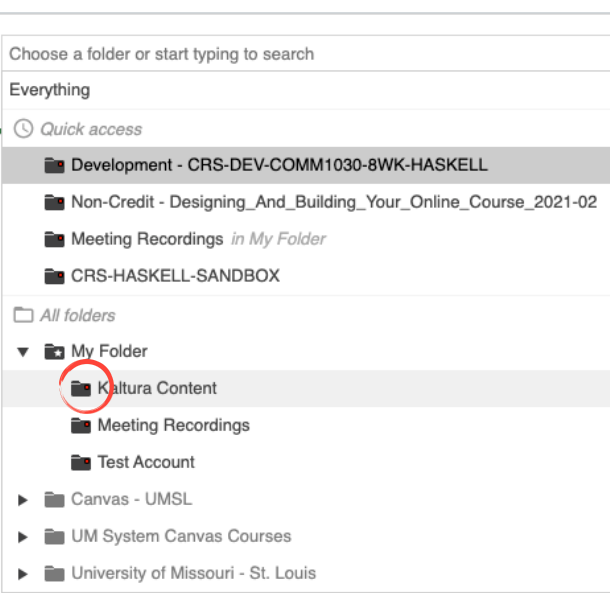 Choose a folder or start typing to search
Everything
Quick access
Development - CRS-DEV-COMM1030-8WK-HASKELL
Non-Credit - Designing_And_Building_Your_Online_Course_2021-02
Meeting Recordings in My Folder
CRS-HASKELL-SANDBOX
All folders
My Folder
Kaltura Content
Meeting Recordings
Test Account
Canvas - UMSL
UM System Canvas Courses
University of Missouri - St. Louis